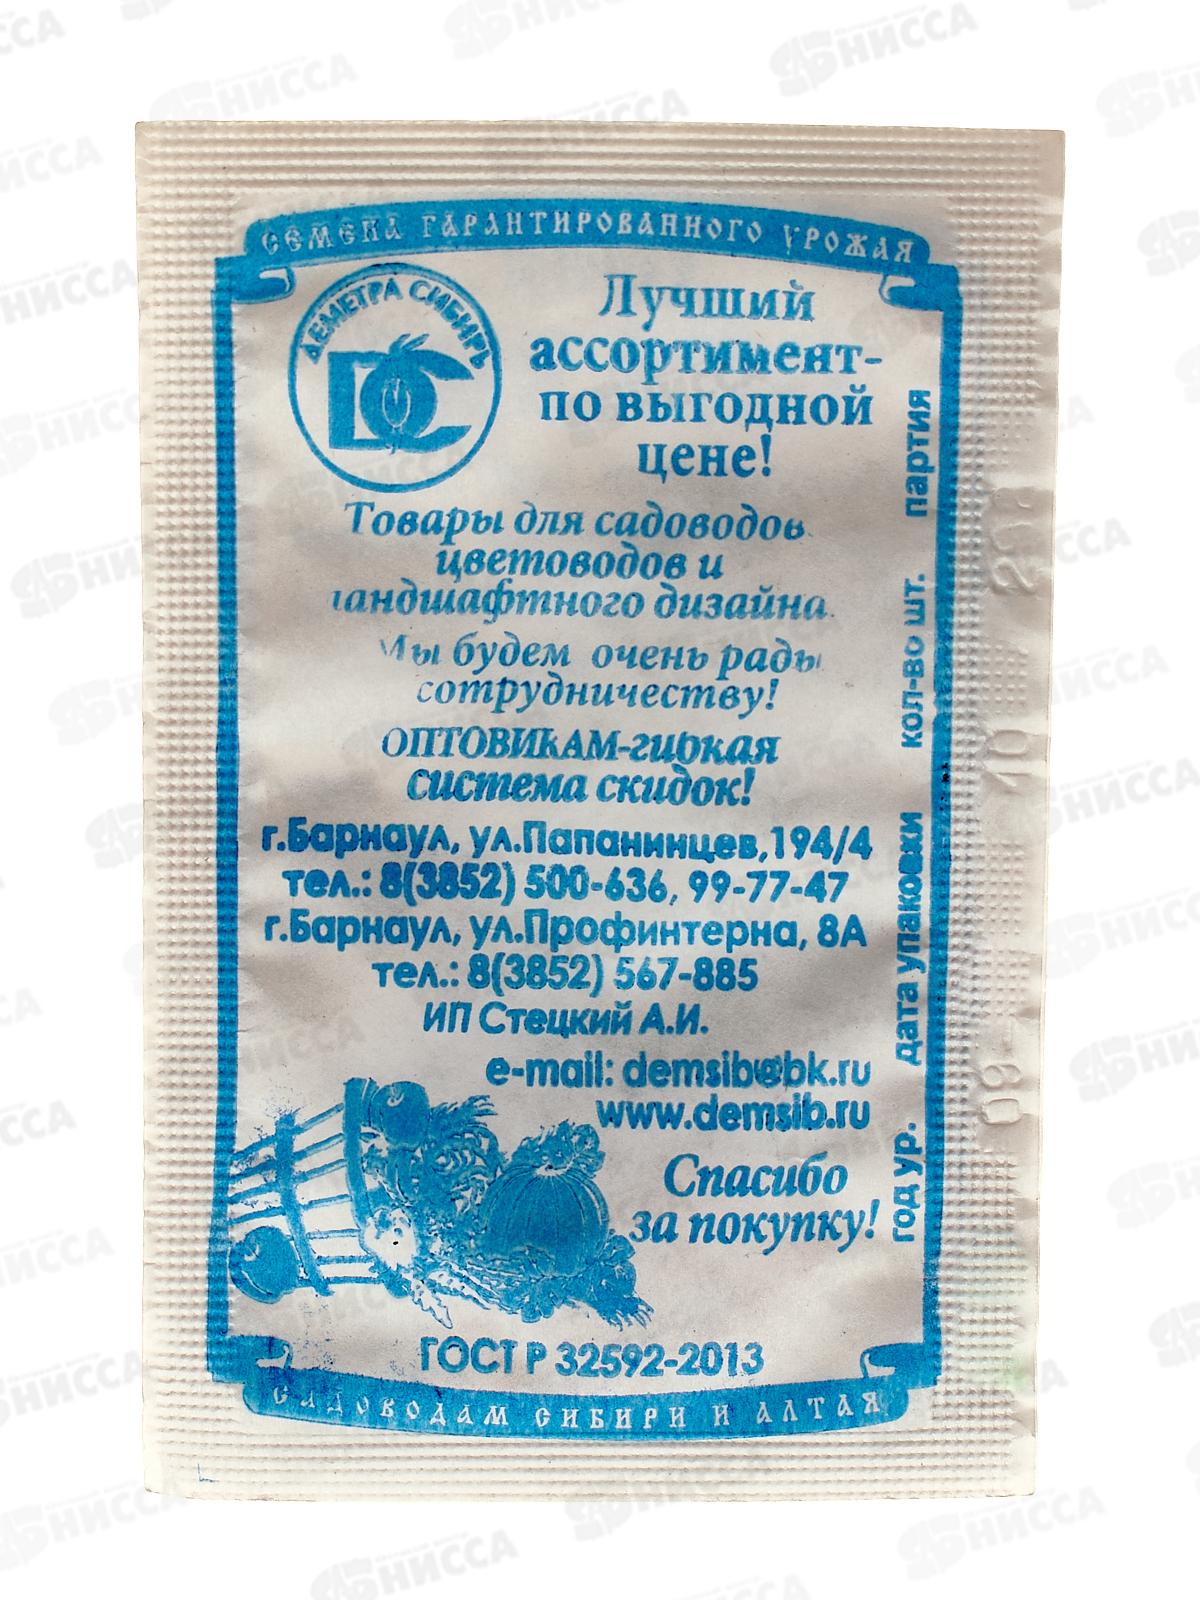 СЕМЕНА ГАРАНТИРОВАННОГО УРОЖАЯ
ДЕМЕТРА СИБИРЬ
ДС
Лучший
ассортимент-
по выгодной
цене!
Товары для садоводов
цветоводов и
ландшафтного дизайна
Мы будем очень рады
сотрудничеству!
ОПТОВИКАМ-гибкая
система скидок!
г.Барнаул, ул.Папанинцев,194/4
тел.: 8(3852) 500-636, 99-77-47
г.Барнаул, ул.Профинтерна, 8А
тел.: 8(3852) 567-885
ИП Стецкий А.И.
e-mail: demsib@bk.ru
www.demsib.ru
Спасибо
за покупку!
ГОСТ Р 32592-2013
САДОВОДАМ СИБИРИ И АЛТАЯ
год ур. дата упаковки кол-во шт. партия
09 10